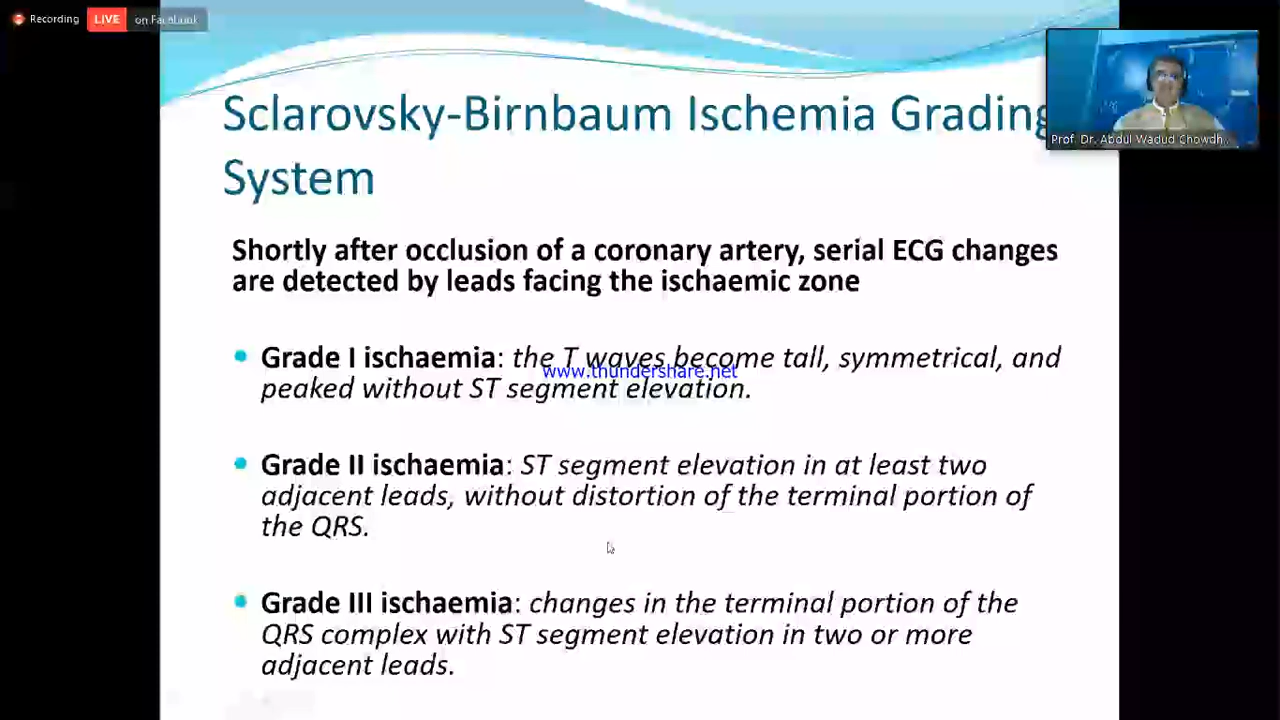 Recording LIVE on Facebook
Sclarovsky-Birnbaum Ischemia Grading
System
Prof. Dr. Abdul Wadud Chowdh...
Shortly after occlusion of a coronary artery, serial ECG changes
are detected by leads facing the ischaemic zone
Grade I ischaemia: the T waves become tall, symmetrical, and
www.thundershare.net
peaked without ST segment elevation.
Grade II ischaemia: ST segment elevation in at least two
adjacent leads, without distortion of the terminal portion of
the QRS.
Grade III ischaemia: changes in the terminal portion of the
QRS complex with ST segment elevation in two or more
adjacent leads.